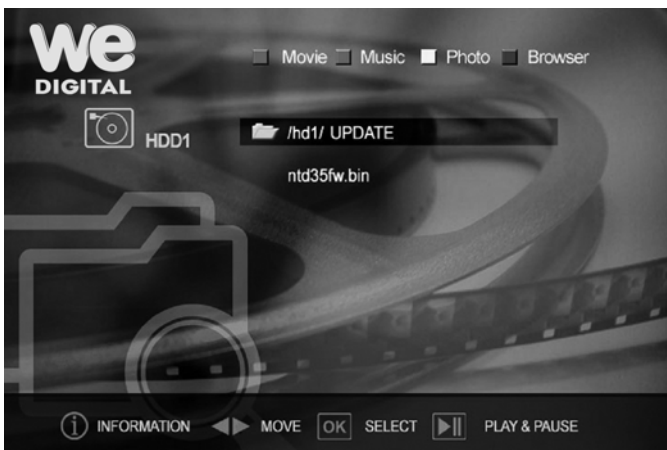 We
DIGITAL
Movie Music Photo Browser
HDD1
/hd1/ UPDATE
ntd35fw.bin
i INFORMATION MOVE OK SELECT PLAY & PAUSE